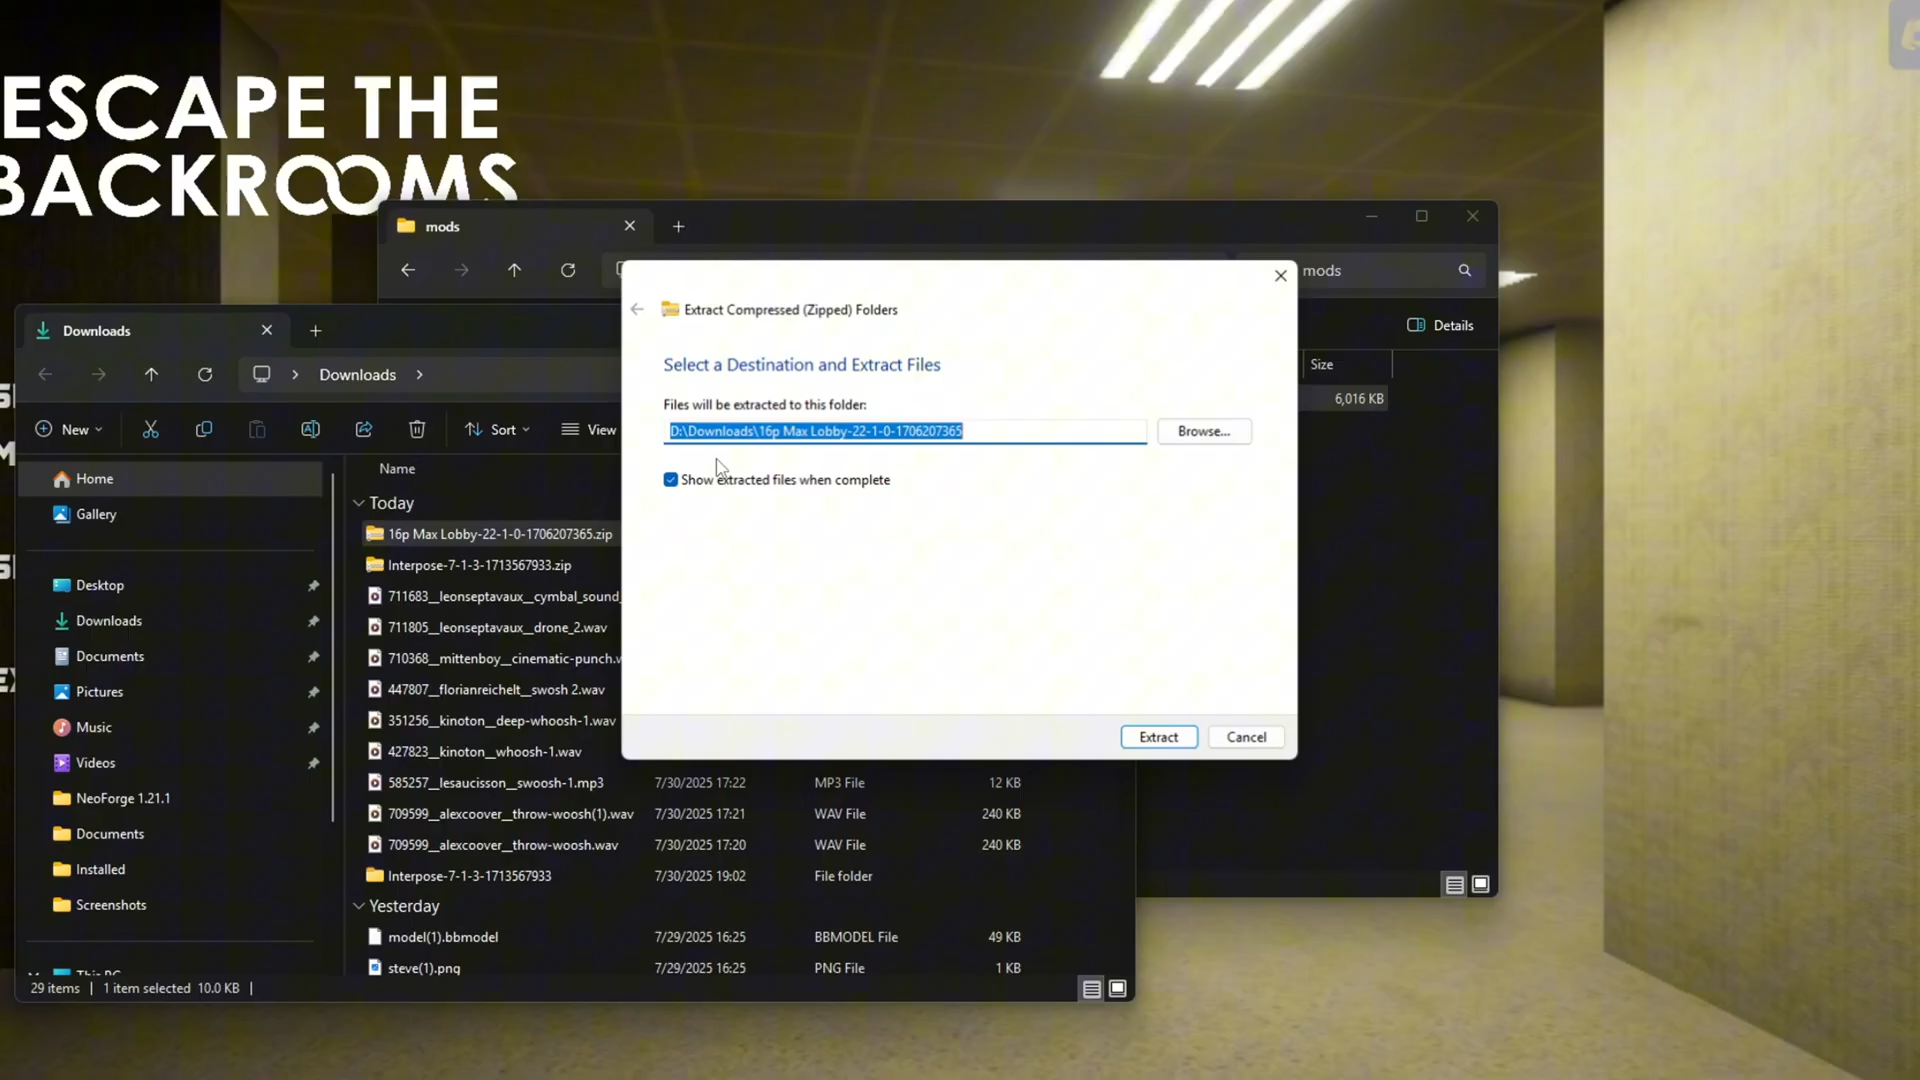 ESCAPE THE
BACKROOMS
mods
mods
Details
Size
6,016 KB
Extract Compressed (Zipped) Folders
Select a Destination and Extract Files
Files will be extracted to this folder:
D:\Downloads\16p Max Lobby-22-1-0-1706207365
Browse...
Show extracted files when complete
Extract
Cancel
Downloads
Downloads
New
Sort
View
Home
Gallery
Desktop
Downloads
Documents
Pictures
Music
Videos
NeoForge 1.21.1
Documents
Installed
Screenshots
This PC
Name
Today
16p Max Lobby-22-1-0-1706207365.zip
Interpose-7-1-3-1713567933.zip
711683__leonseptavaux__cymbal_sound_
711805__leonseptavaux__drone_2.wav
710368__mittenboy__cinematic-punch.w
447807__florianreichelt__swosh 2.wav
351256__kinoton__deep-whoosh-1.wav
427823__kinoton__whoosh-1.wav
585257__lesaucisson__swoosh-1.mp3 7/30/2025 17:22 MP3 File 12 KB
709599__alexcoover__throw-woosh(1).wav 7/30/2025 17:21 WAV File 240 KB
709599__alexcoover__throw-woosh.wav 7/30/2025 17:20 WAV File 240 KB
Interpose-7-1-3-1713567933 7/30/2025 19:02 File folder
Yesterday
model(1).bbmodel 7/29/2025 16:25 BBMODEL File 49 KB
steve(1).png 7/29/2025 16:25 PNG File 1 KB
29 items | 1 item selected 10.0 KB |